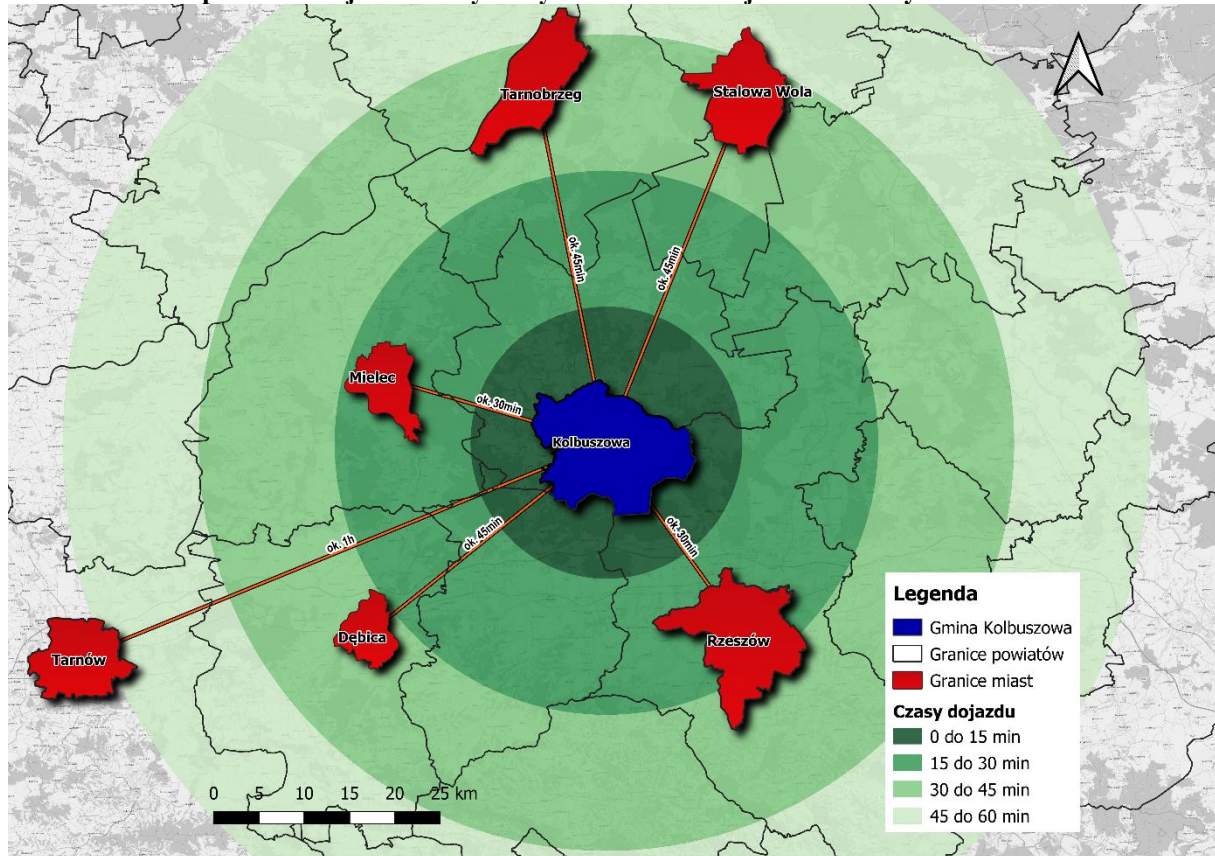 Tarnobrzeg
Stalowa Wola
ok. 45min
ok. 45min
Mielec
ok. 30min
Kolbuszowa
ok. 1h
ok. 45min
ok. 30min
Dębica
Rzeszów
Tarnów
Legenda
Gmina Kolbuszowa
Granice powiatów
Granice miast
Czasy dojazdu
0 do 15 min
15 do 30 min
30 do 45 min
45 do 60 min
0 5 10 15 20 25 km